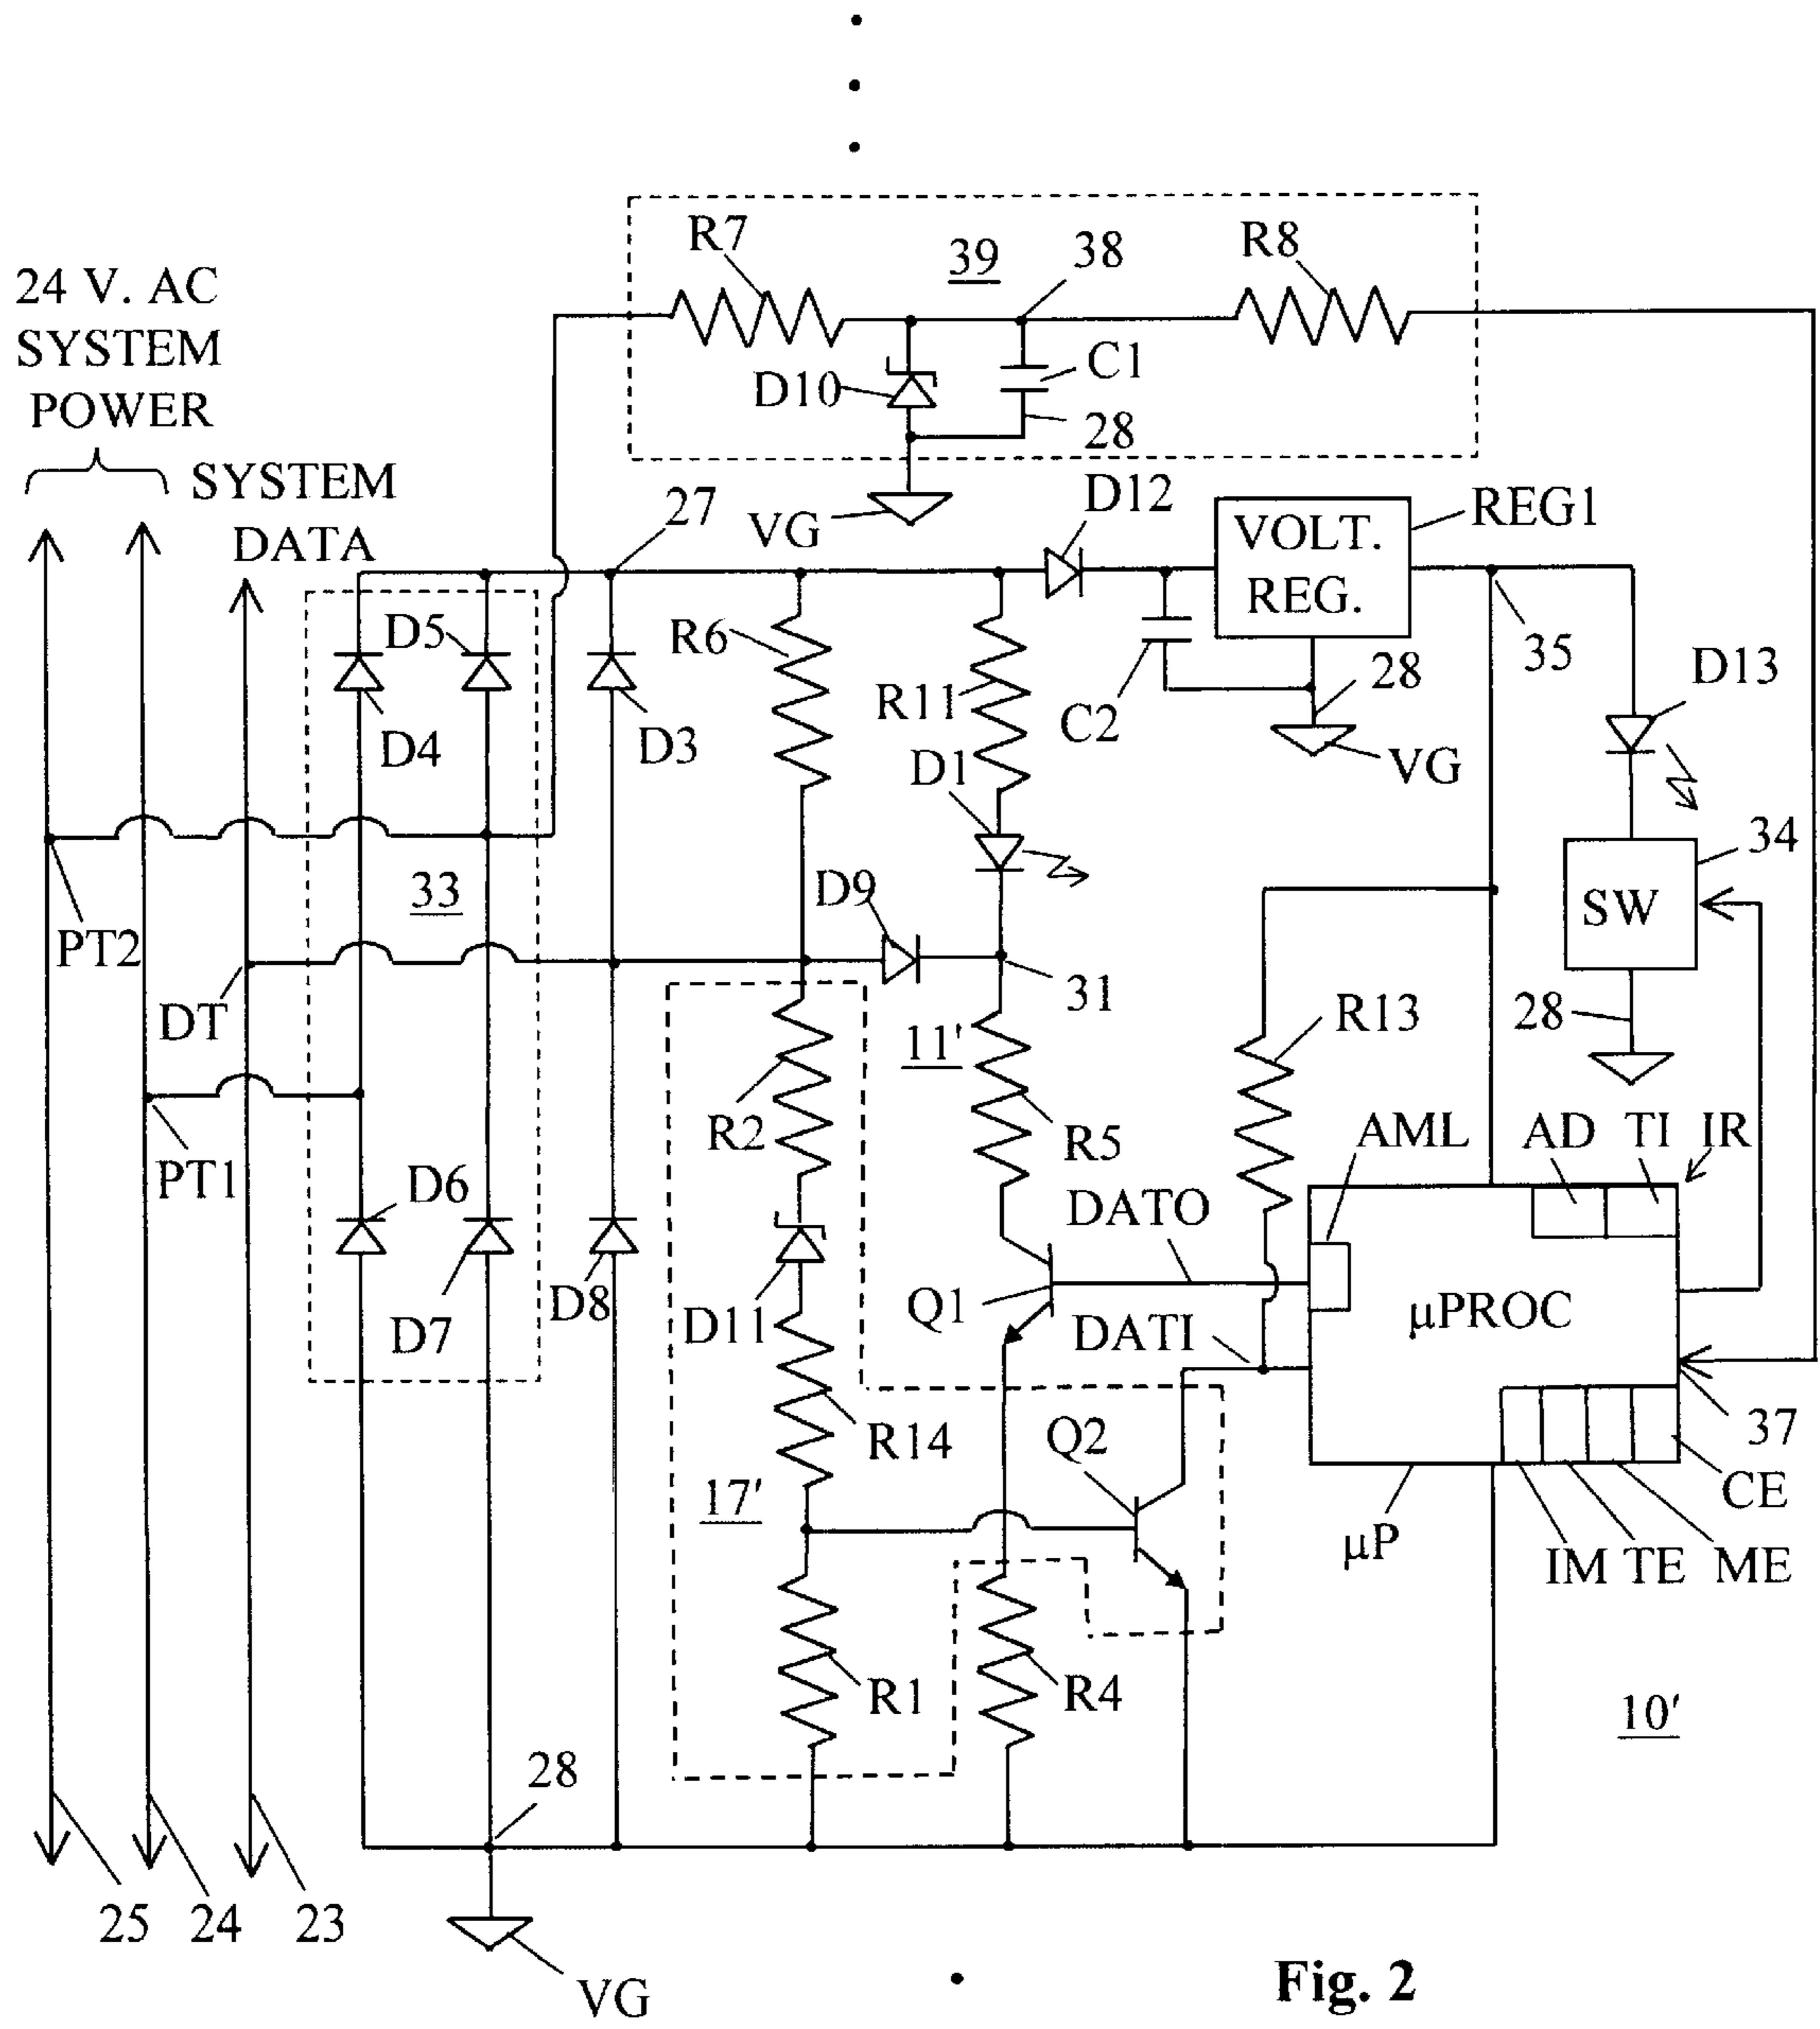 R7
39
38
R8
24 V. AC
SYSTEM
POWER
C1
D10
28
SYSTEM
DATA
27
VG
D12
VOLT.
REG.
REG1
D5
R6
R11
C2
28
35
D13
D4
D3
D1
VG
34
33
D9
SW
PT2
DT
31
28
R13
11'
R2
R5
AML
AD
TI
IR
PT1
D6
DATO
D8
D11
Q1
µPROC
D7
DATI
R14
Q2
37
17'
CE
µP
IM
TE
ME
R1
R4
10'
28
25
24
23
VG
Fig. 2